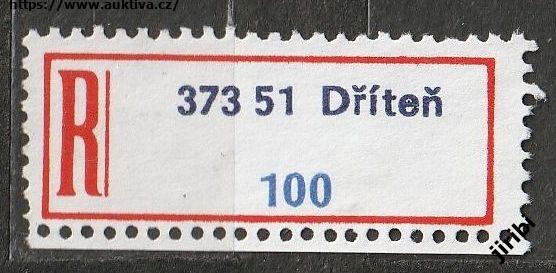 https://www.auktiva.cz/
R
373 51 Dříteň
100
jirbl